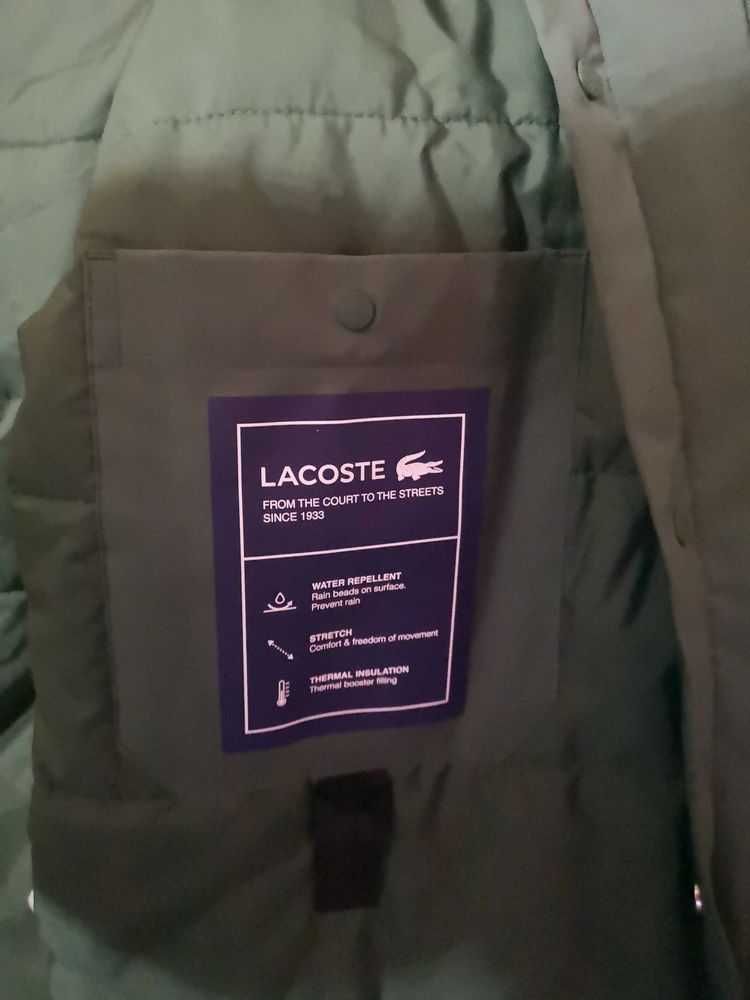 LACOSTE
FROM THE COURT TO THE STREETS
SINCE 1933
WATER REPELLENT
Rain beads on surface.
Prevent rain
STRETCH
Comfort & freedom of movement
THERMAL INSULATION
Thermal booster filling